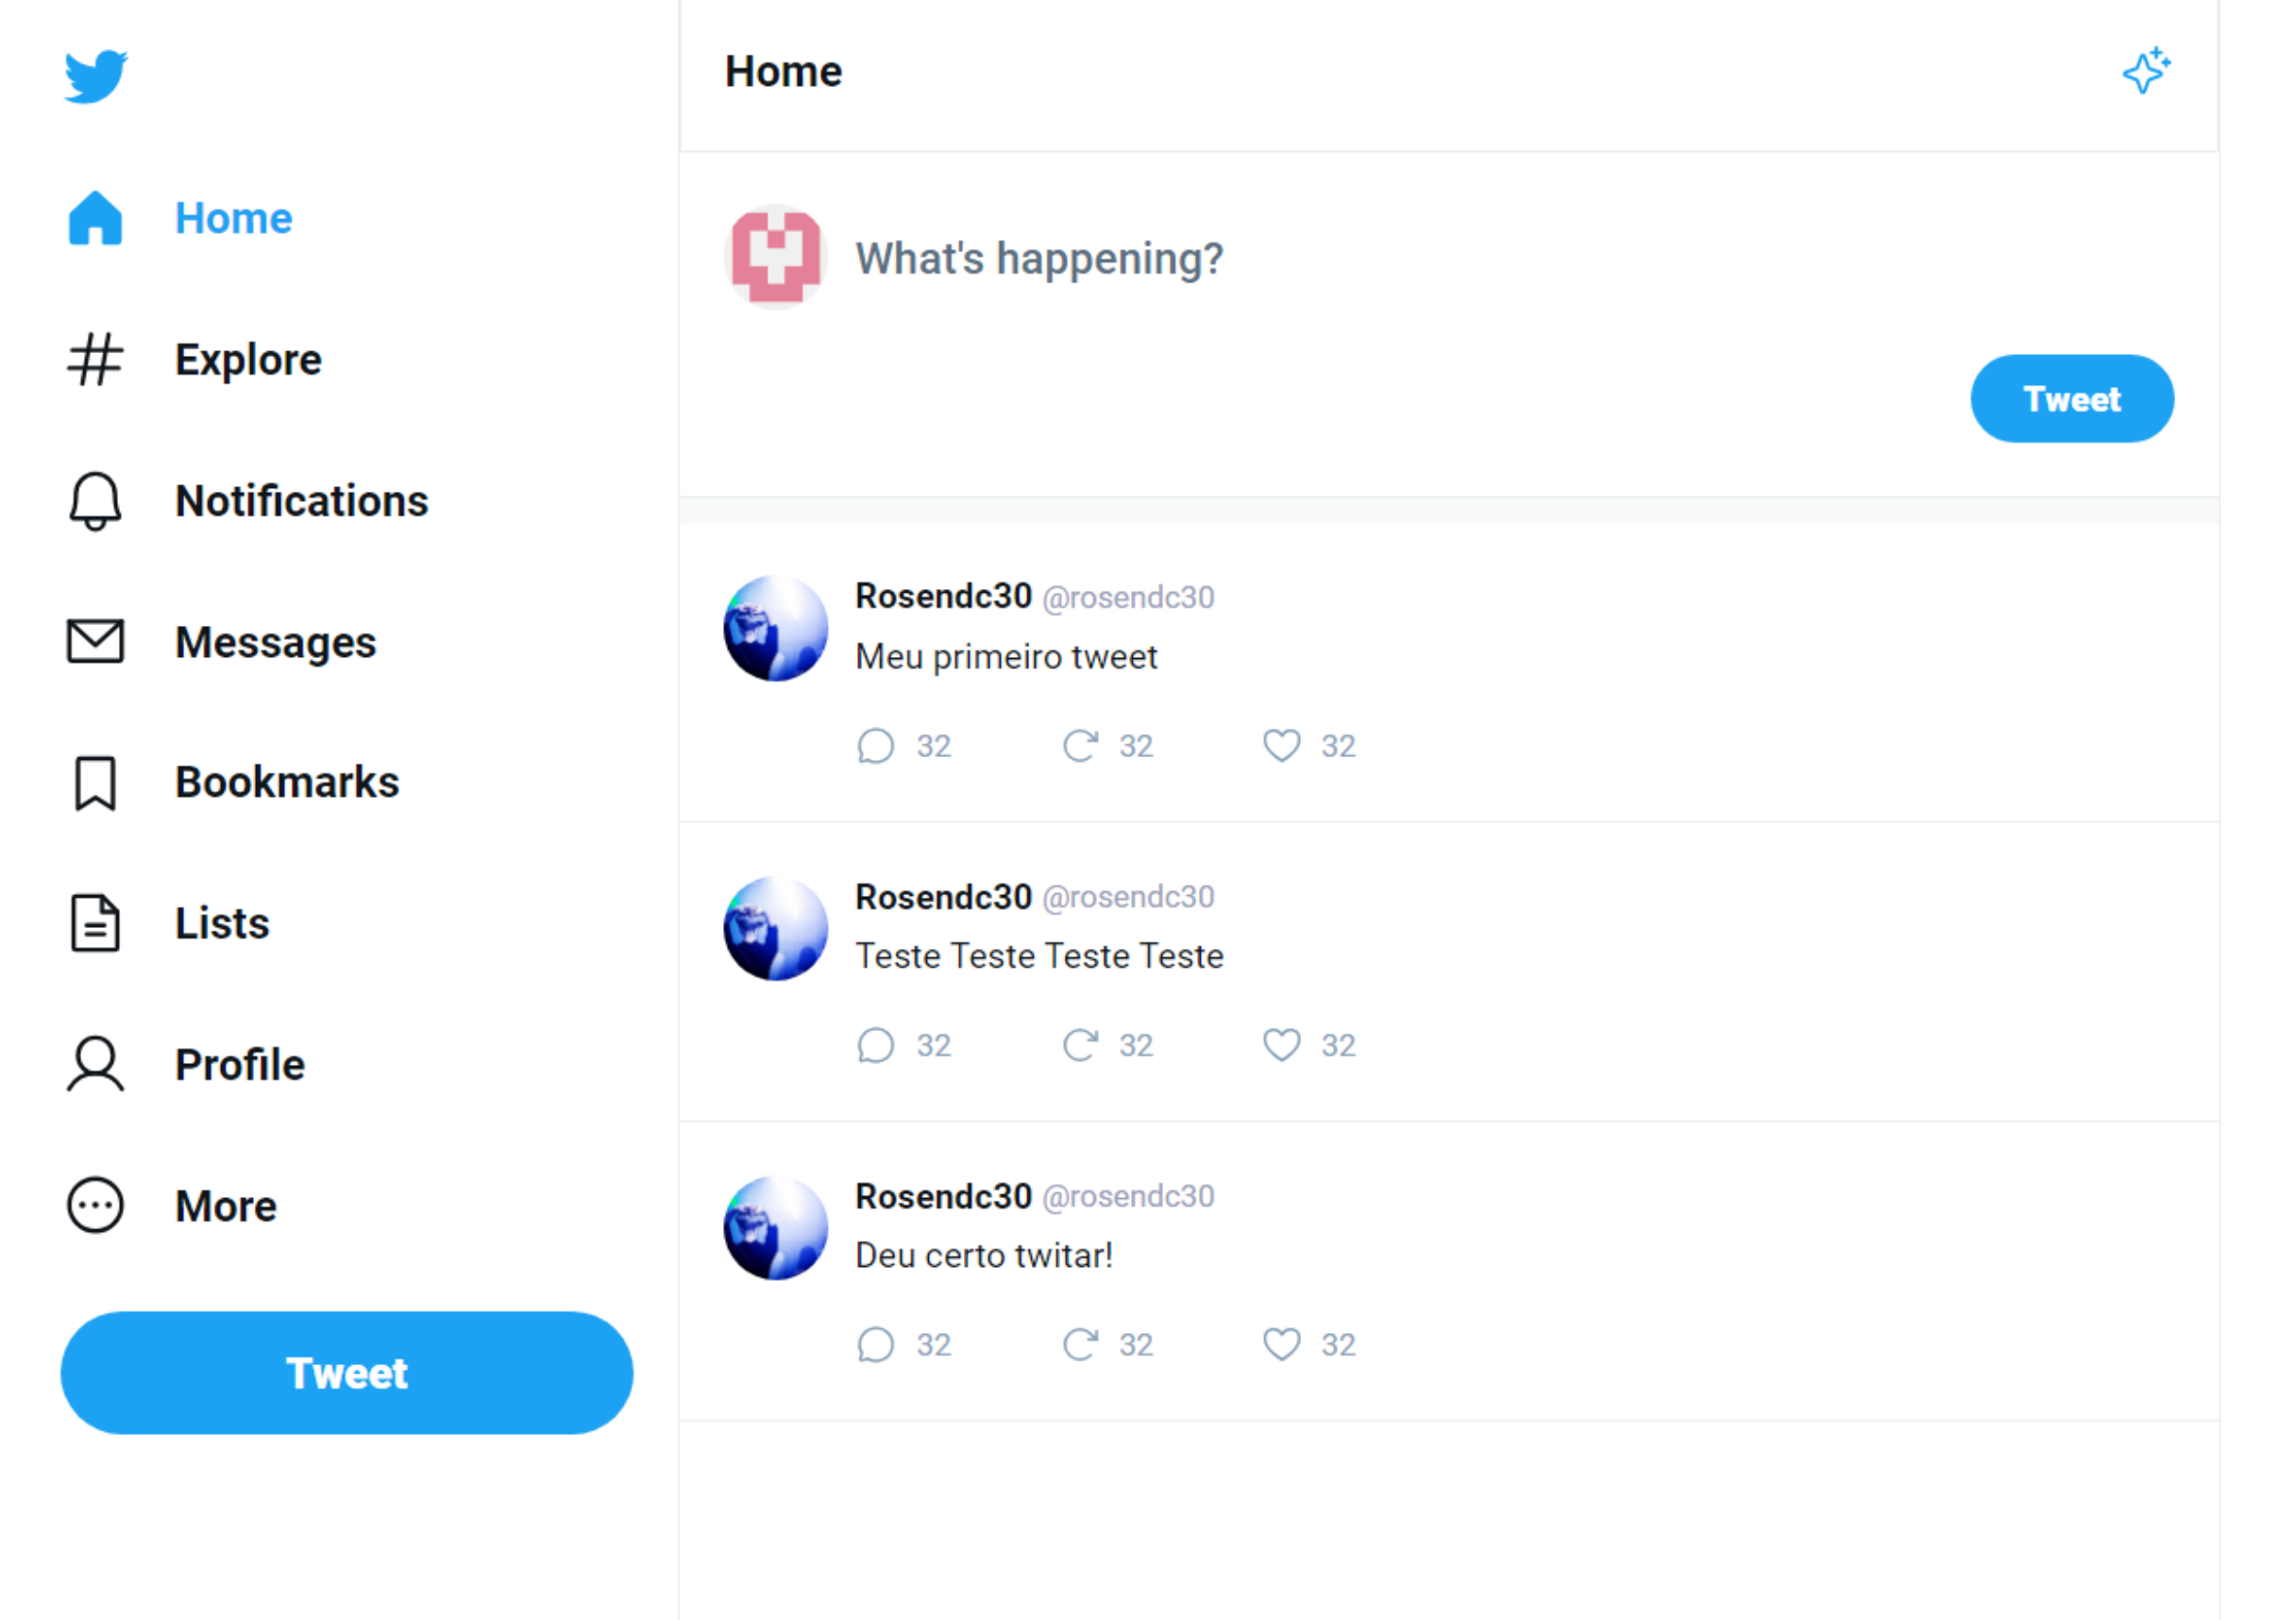 Home
Explore
Notifications
Messages
Bookmarks
Lists
Profile
More
Tweet
Home
What's happening?
Tweet
Rosendc30 @rosendc30
Meu primeiro tweet
32 32 32
Rosendc30 @rosendc30
Teste Teste Teste Teste
32 32 32
Rosendc30 @rosendc30
Deu certo twitar!
32 32 32